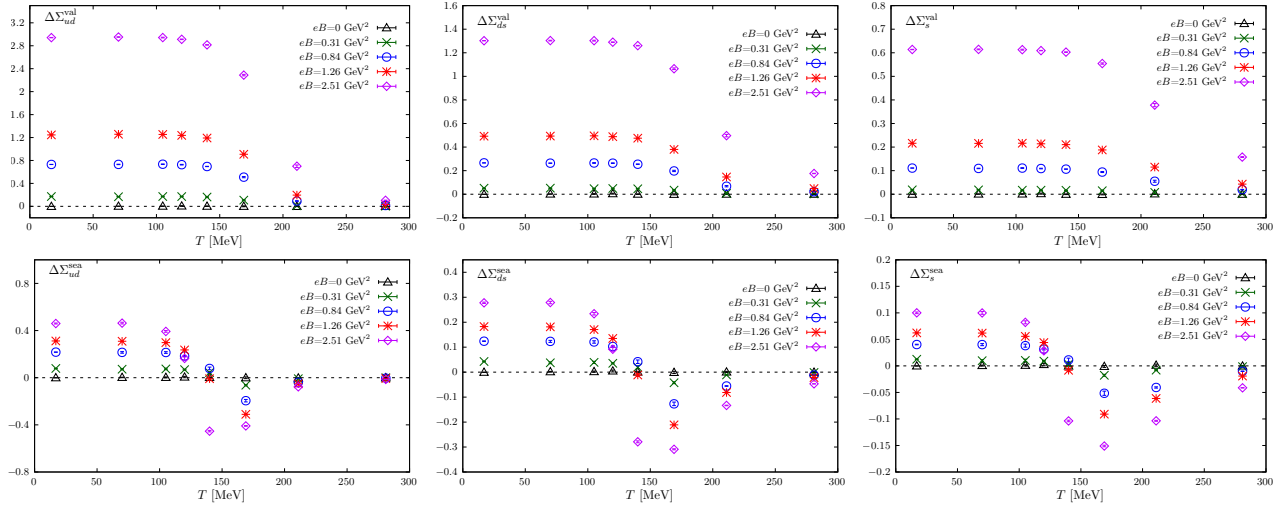 ΔΣ_ud^val
eB=0 GeV²
eB=0.31 GeV²
eB=0.84 GeV²
eB=1.26 GeV²
eB=2.51 GeV²
3.2
2.8
2.4
2
1.6
1.2
0.8
0.4
0
0 50 100 150 200 250 300
T [MeV]
ΔΣ_ds^val
eB=0 GeV²
eB=0.31 GeV²
eB=0.84 GeV²
eB=1.26 GeV²
eB=2.51 GeV²
1.6
1.4
1.2
1
0.8
0.6
0.4
0.2
0
−0.2
0 50 100 150 200 250 300
T [MeV]
ΔΣ_s^val
eB=0 GeV²
eB=0.31 GeV²
eB=0.84 GeV²
eB=1.26 GeV²
eB=2.51 GeV²
0.8
0.7
0.6
0.5
0.4
0.3
0.2
0.1
0
−0.1
0 50 100 150 200 250 300
T [MeV]
ΔΣ_ud^sea
eB=0 GeV²
eB=0.31 GeV²
eB=0.84 GeV²
eB=1.26 GeV²
eB=2.51 GeV²
0.8
0.4
0
−0.4
−0.8
0 50 100 150 200 250 300
T [MeV]
ΔΣ_ds^sea
eB=0 GeV²
eB=0.31 GeV²
eB=0.84 GeV²
eB=1.26 GeV²
eB=2.51 GeV²
0.4
0.3
0.2
0.1
0
−0.1
−0.2
−0.3
−0.4
0 50 100 150 200 250 300
T [MeV]
ΔΣ_s^sea
eB=0 GeV²
eB=0.31 GeV²
eB=0.84 GeV²
eB=1.26 GeV²
eB=2.51 GeV²
0.2
0.15
0.1
0.05
0
−0.05
−0.1
−0.15
−0.2
0 50 100 150 200 250 300
T [MeV]